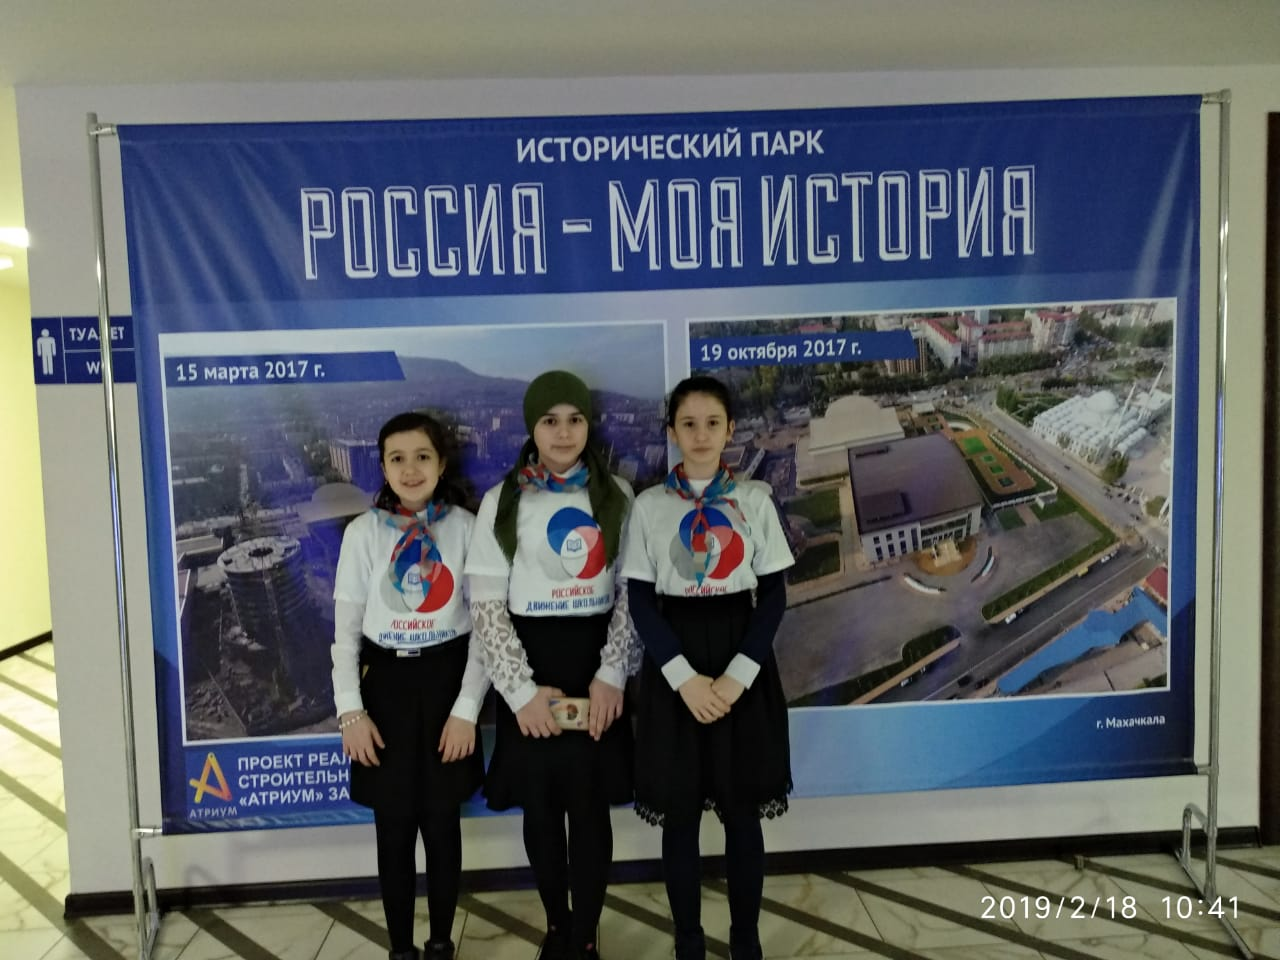 ИСТОРИЧЕСКИЙ ПАРК
РОССИЯ - МОЯ ИСТОРИЯ
ТУАЛЕТ
15 марта 2017 г.
19 октября 2017 г.
РОССИЙСКОЕ
ДВИЖЕНИЕ ШКОЛЬНИКОВ
РОССИЙСКОЕ
ДВИЖЕНИЕ ШКОЛЬНИКОВ
РОССИЙСКОЕ
г. Махачкала
ПРОЕКТ РЕАЛ
СТРОИТЕЛЬН
«АТРИУМ» ЗА
АТРИУМ
2019/2/18 10:41